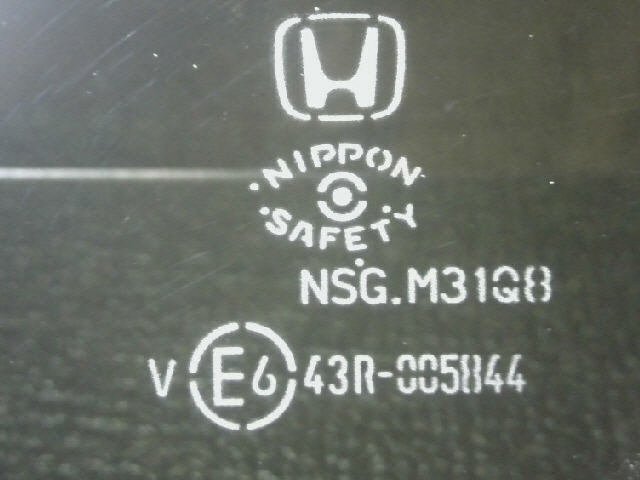 NIPPON
SAFETY
NSG.M31Q8
V E6 43R-005844